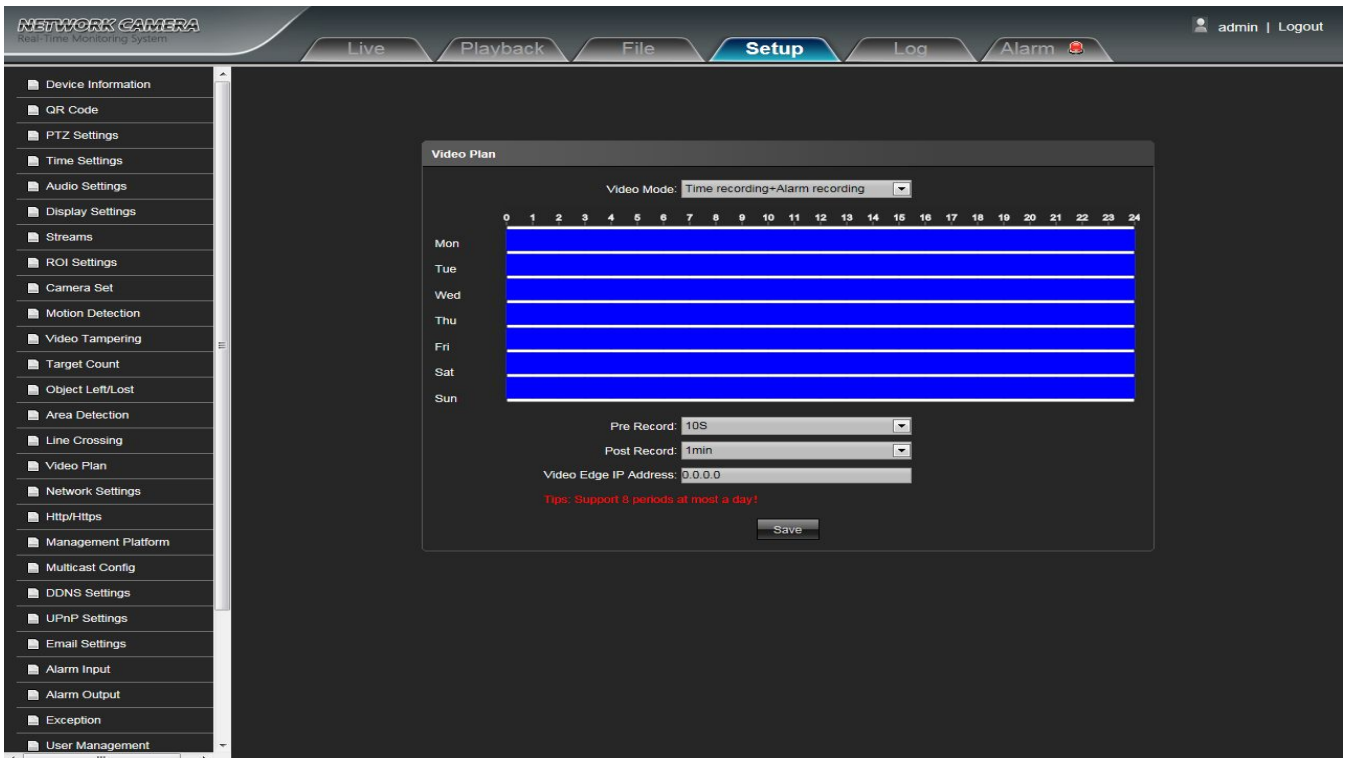 NETWORK CAMERA
Real-Time Monitoring System
Live
Playback
File
Setup
Log
Alarm
admin | Logout
Device Information
QR Code
PTZ Settings
Time Settings
Audio Settings
Display Settings
Streams
ROI Settings
Camera Set
Motion Detection
Video Tampering
Target Count
Object Left/Lost
Area Detection
Line Crossing
Video Plan
Network Settings
Http/Https
Management Platform
Multicast Config
DDNS Settings
UPnP Settings
Email Settings
Alarm Input
Alarm Output
Exception
User Management
Video Plan
Video Mode: Time recording+Alarm recording
0 1 2 3 4 5 6 7 8 9 10 11 12 13 14 15 16 17 18 19 20 21 22 23 24
Mon
Tue
Wed
Thu
Fri
Sat
Sun
Pre Record: 10S
Post Record: 1min
Video Edge IP Address: 0.0.0.0
Tips: Support 8 periods at most a day!
Save